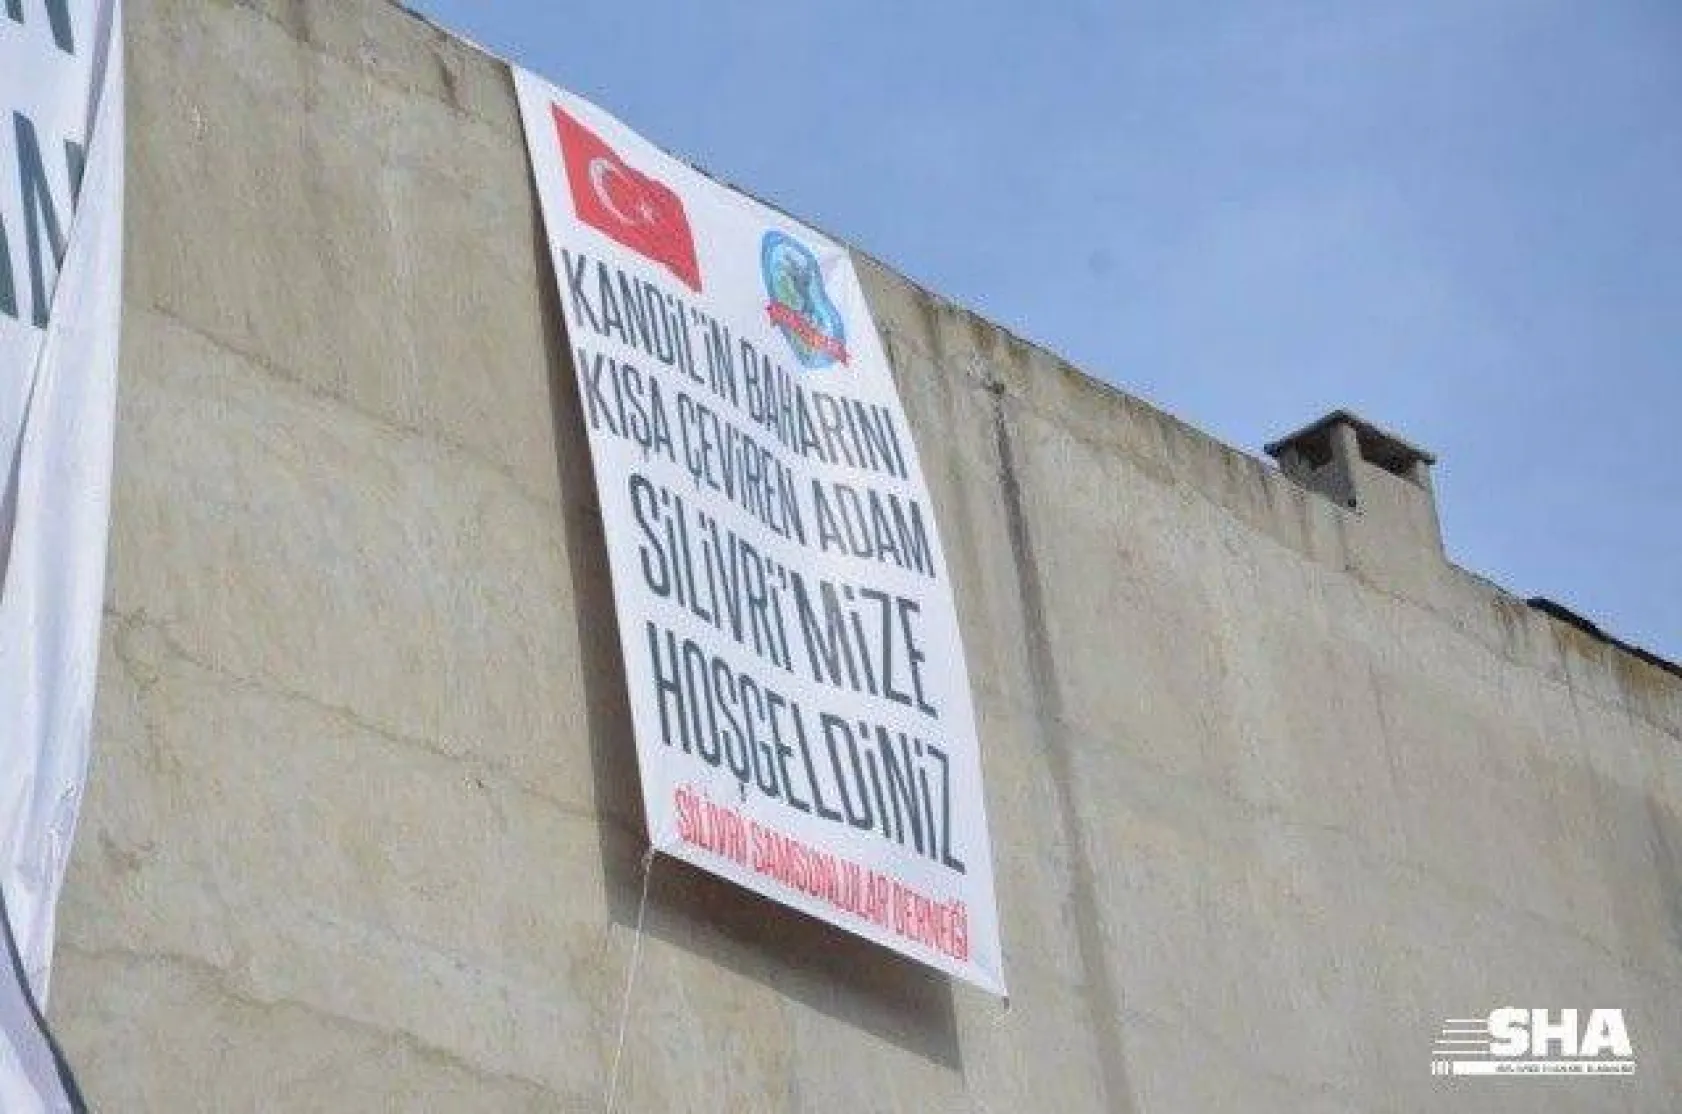 KANDİL'İN BAHARINI
KIŞA ÇEVİREN ADAM
SİLİVRİ'MİZE
HOŞGELDİNİZ
SİLİVRİ SAMSUNLULAR DERNEĞİ
SHA